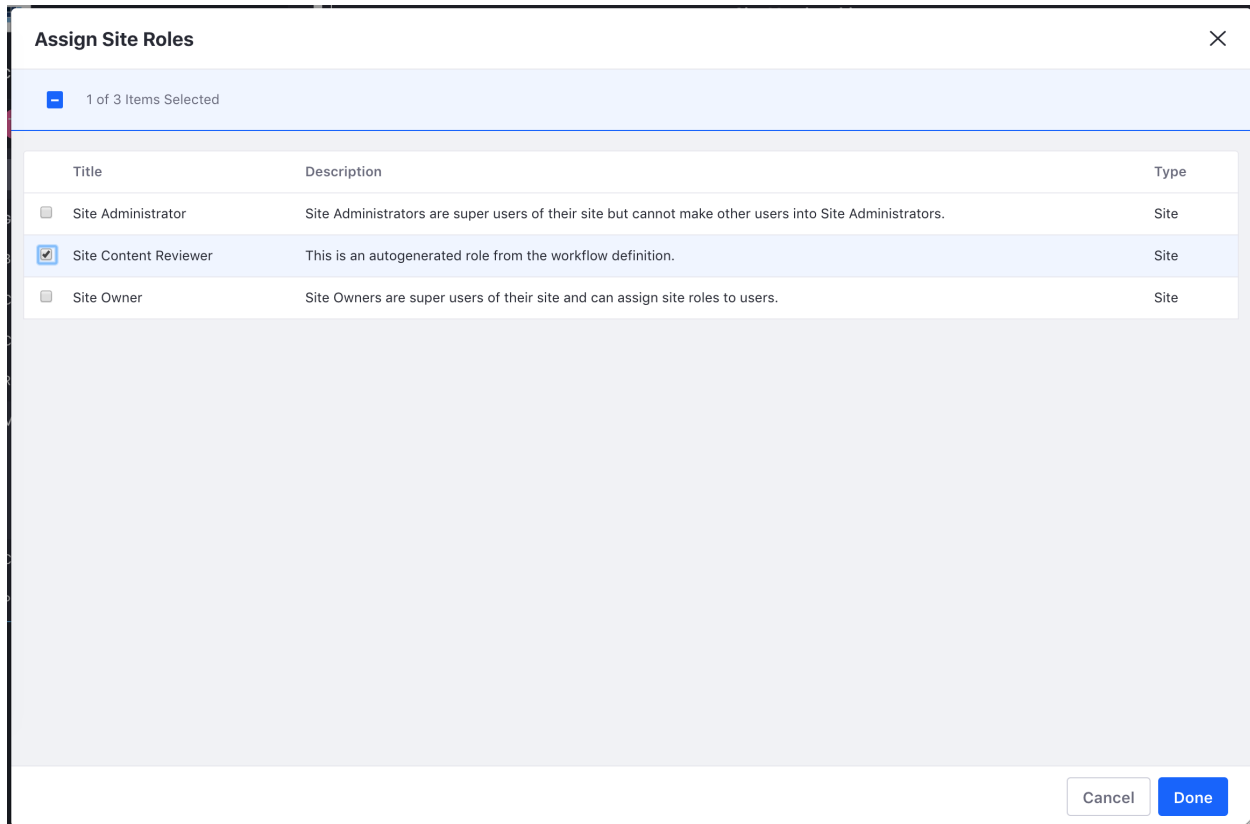 Assign Site Roles
1 of 3 Items Selected
Title Description Type
Site Administrator Site Administrators are super users of their site but cannot make other users into Site Administrators. Site
Site Content Reviewer This is an autogenerated role from the workflow definition. Site
Site Owner Site Owners are super users of their site and can assign site roles to users. Site
Cancel Done